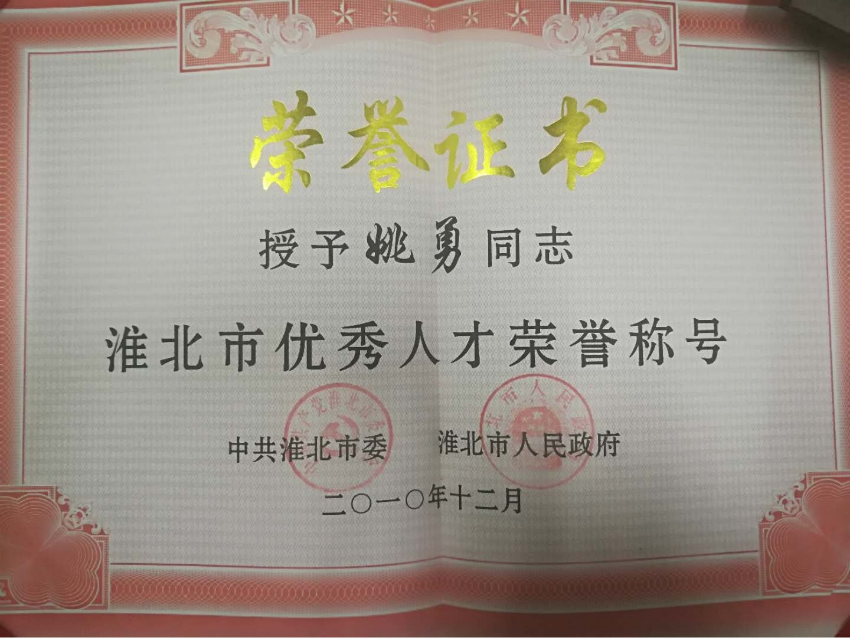 荣誉证书
授予姚勇同志
淮北市优秀人才荣誉称号
中共淮北市委 淮北市人民政府
二〇一〇年十二月